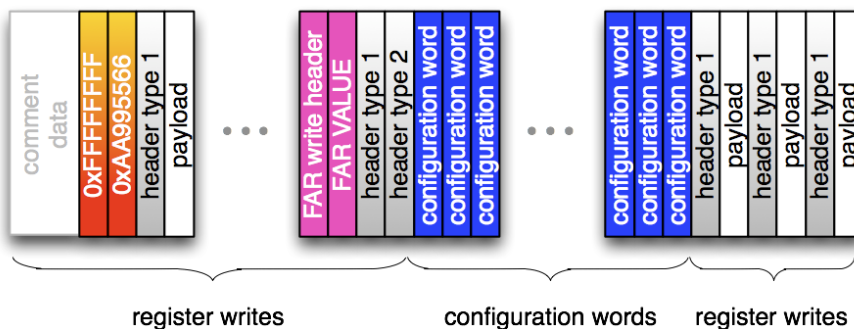 comment
data
0xFFFFFFFF
0xAA995566
header type 1
payload
FAR write header
FAR VALUE
header type 1
header type 2
configuration word
configuration word
configuration word
configuration word
configuration word
configuration word
header type 1
payload
header type 1
payload
header type 1
payload
register writes
configuration words
register writes